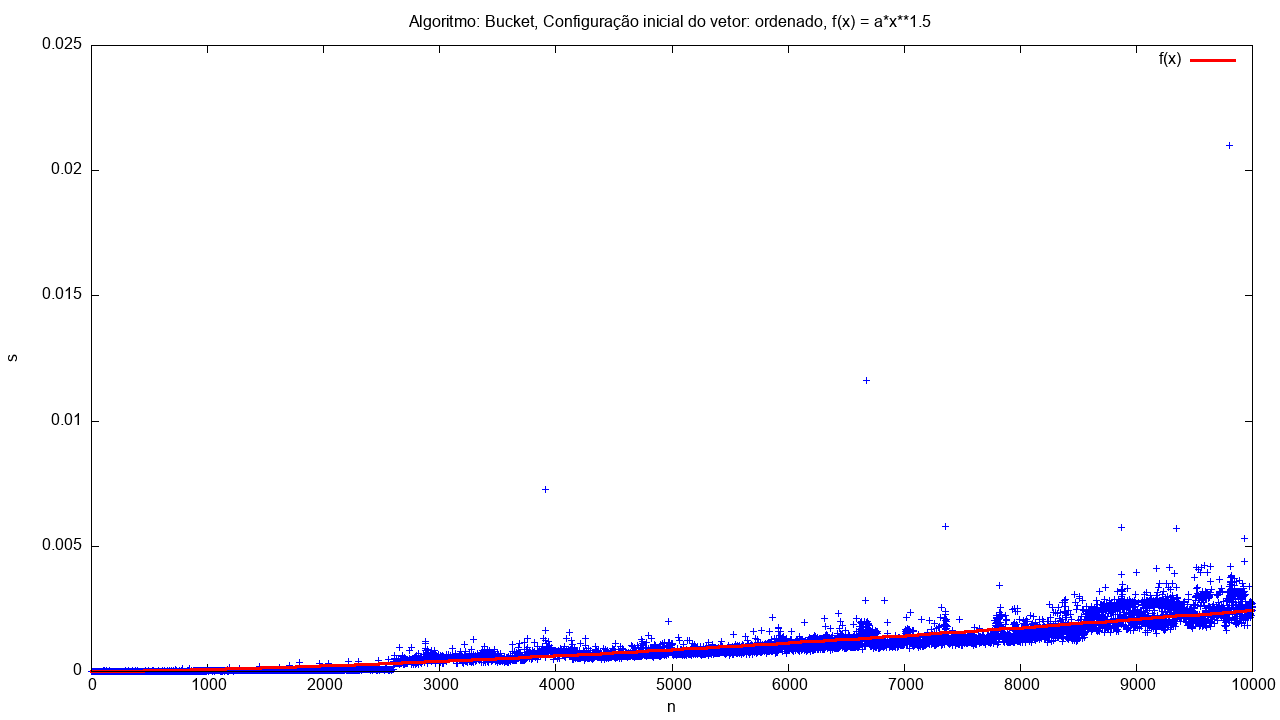 Algoritmo: Bucket, Configuração inicial do vetor: ordenado, f(x) = a*x**1.5
f(x)
0.025
0.02
0.015
0.01
0.005
0
s
0 1000 2000 3000 4000 5000 6000 7000 8000 9000 10000
n